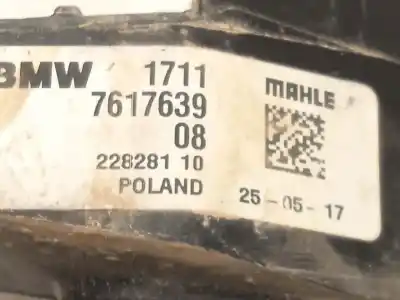 BMW 1711
7617639
08
228281 10
POLAND
MAHLE
25-05-17